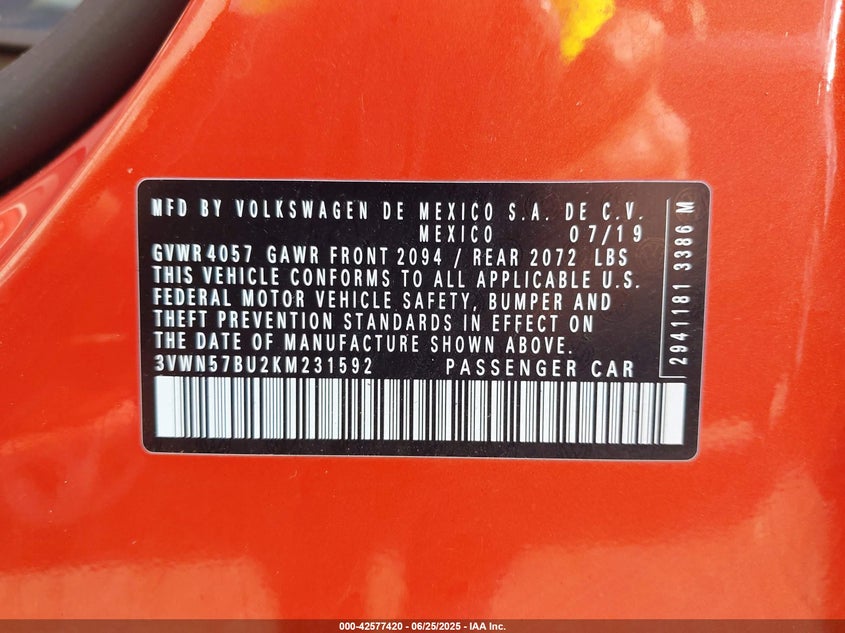 MFD BY VOLKSWAGEN DE MEXICO S.A. DE C.V.
MEXICO 07/19
GVWR 4057 GAWR FRONT 2094 / REAR 2072 LBS
THIS VEHICLE CONFORMS TO ALL APPLICABLE U.S.
FEDERAL MOTOR VEHICLE SAFETY, BUMPER AND
THEFT PREVENTION STANDARDS IN EFFECT ON
THE DATE OF MANUFACTURE SHOWN ABOVE.
3VWN57BU2KM231592 PASSENGER CAR
2941181 3386 M
000-42577420 - 06/25/2025 - IAA Inc.